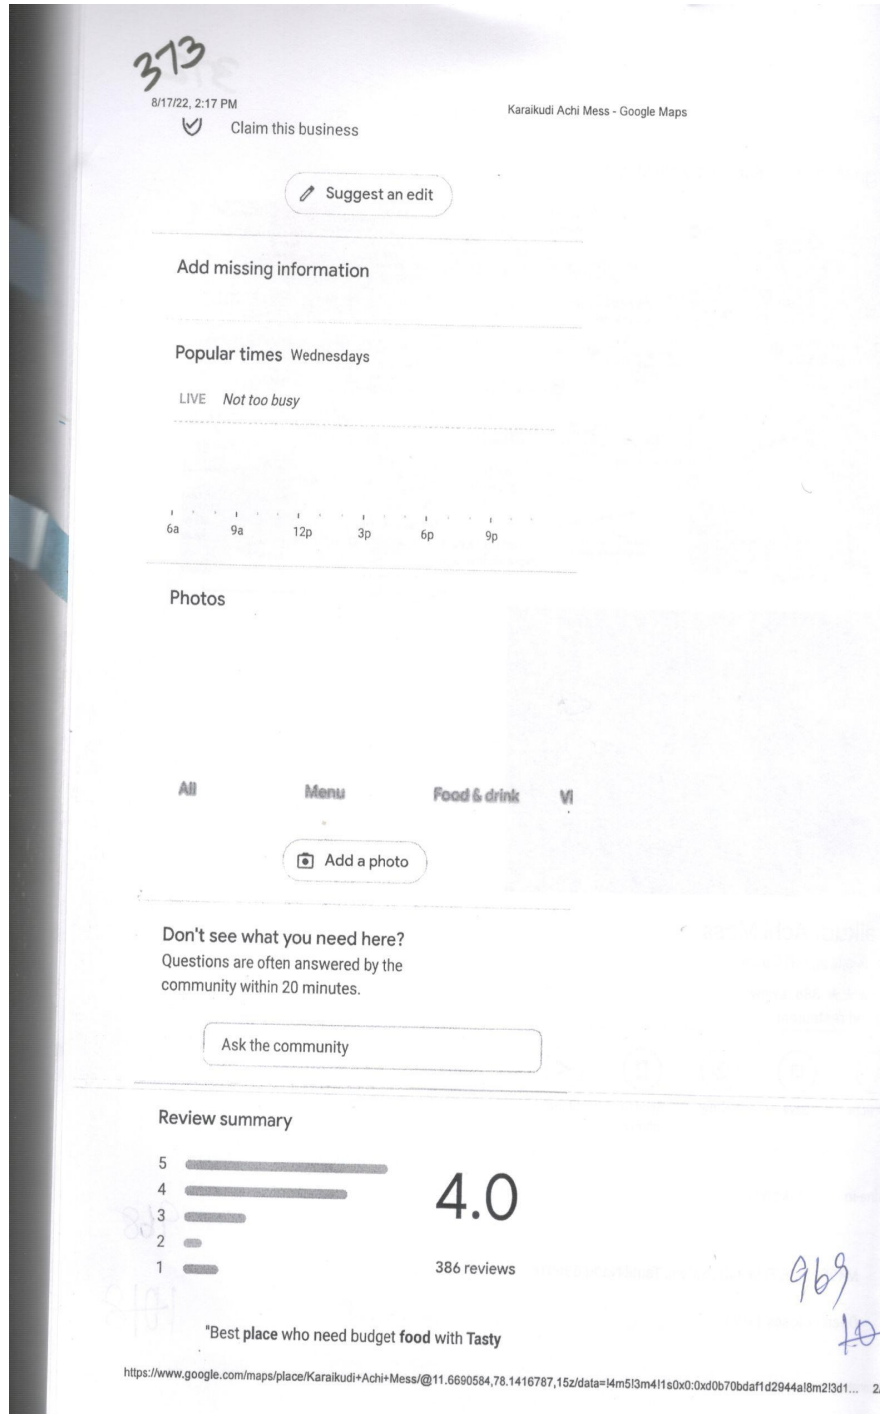 373
8/17/22, 2:17 PM
Karaikudi Achi Mess - Google Maps
Claim this business
Suggest an edit
Add missing information
Popular times Wednesdays
LIVE Not too busy
6a 9a 12p 3p 6p 9p
Photos
All Menu Food & drink Vi
Add a photo
Don't see what you need here?
Questions are often answered by the
community within 20 minutes.
Ask the community
Review summary
5
4
3
2
1
4.0
386 reviews
969
"Best place who need budget food with Tasty
https://www.google.com/maps/place/Karaikudi+Achi+Mess/@11.6690584,78.1416787,15z/data=!4m5!3m4!1s0x0:0xd0b70bdaf1d2944a!8m2!3d1... 2/